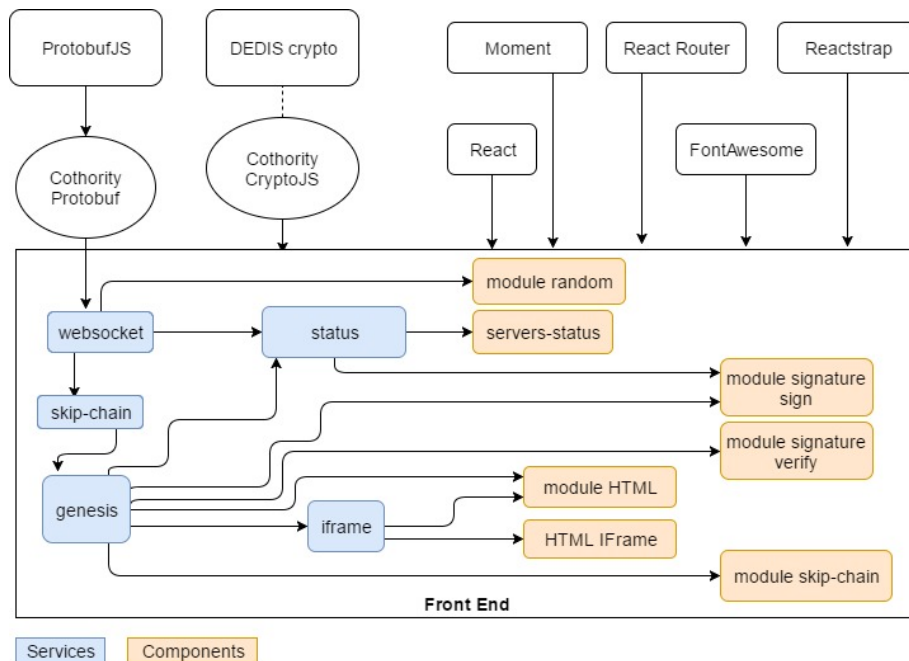 ProtobufJS
DEDIS crypto
Moment
React Router
Reactstrap
React
FontAwesome
Cothority
Protobuf
Cothority
CryptoJS
module random
websocket
status
servers-status
module signature
sign
skip-chain
module signature
verify
genesis
module HTML
iframe
HTML IFrame
module skip-chain
Front End
Services
Components